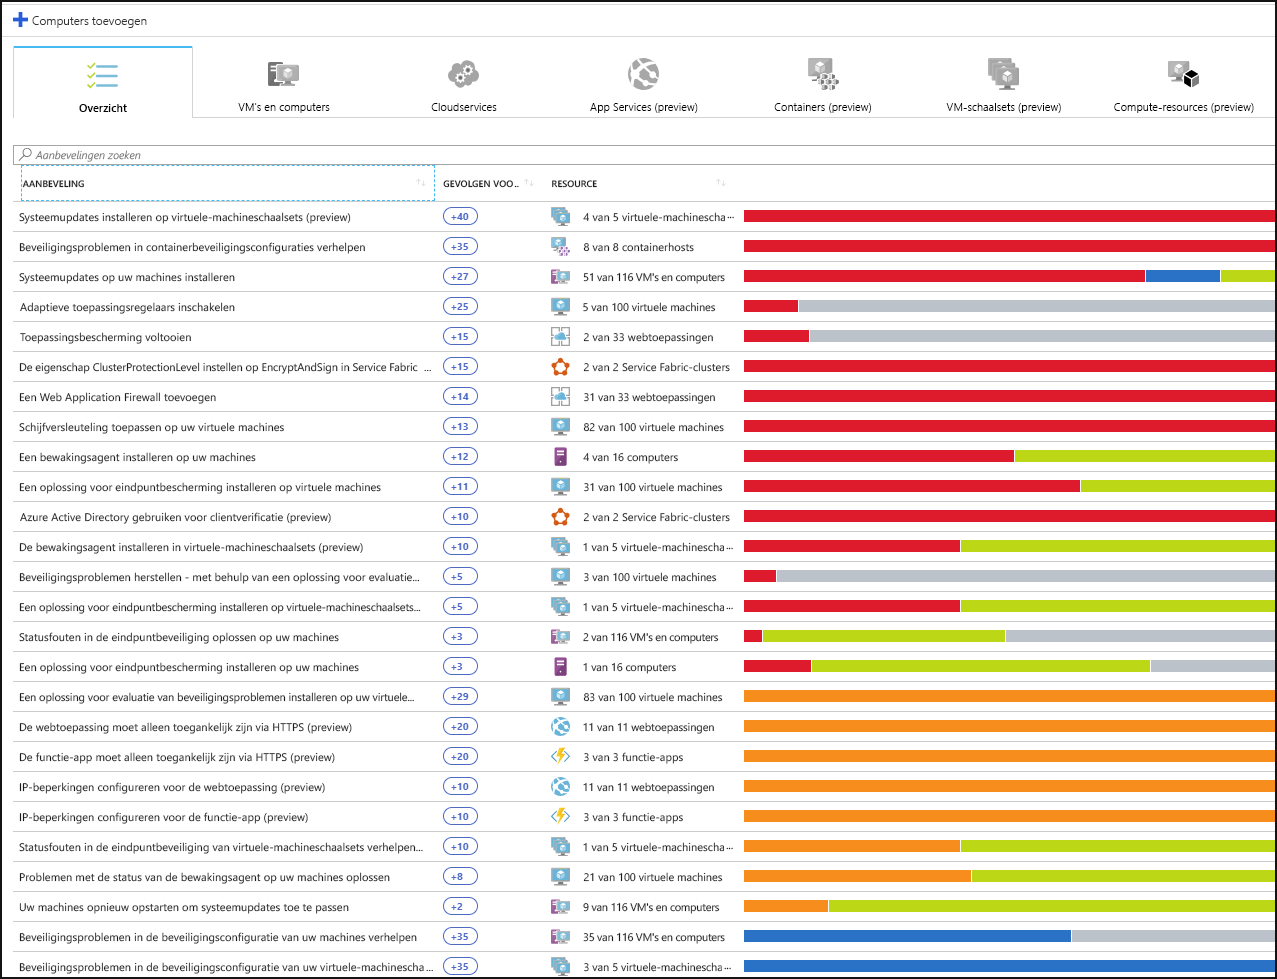 Computers toevoegen
Overzicht
VM's en computers
Cloudservices
App Services (preview)
Containers (preview)
VM-schaalsets (preview)
Compute-resources (preview)
Aanbevelingen zoeken
AANBEVELING GEVOLGEN VOO.. RESOURCE
Systeemupdates installeren op virtuele-machineschaalsets (preview) +40 4 van 5 virtuele-machinescha...
Beveiligingsproblemen in containerbeveiligingsconfiguraties verhelpen +35 8 van 8 containerhosts
Systeemupdates op uw machines installeren +27 51 van 116 VM's en computers
Adaptieve toepassingsregelaars inschakelen +25 5 van 100 virtuele machines
Toepassingsbescherming voltooien +15 2 van 33 webtoepassingen
De eigenschap ClusterProtectionLevel instellen op EncryptAndSign in Service Fabric ... +15 2 van 2 Service Fabric-clusters
Een Web Application Firewall toevoegen +14 31 van 33 webtoepassingen
Schijfversleuteling toepassen op uw virtuele machines +13 82 van 100 virtuele machines
Een bewakingsagent installeren op uw machines +12 4 van 16 computers
Een oplossing voor eindpuntbescherming installeren op virtuele machines +11 31 van 100 virtuele machines
Azure Active Directory gebruiken voor clientverificatie (preview) +10 2 van 2 Service Fabric-clusters
De bewakingsagent installeren in virtuele-machineschaalsets (preview) +10 1 van 5 virtuele-machinescha...
Beveiligingsproblemen herstellen - met behulp van een oplossing voor evaluatie... +5 3 van 100 virtuele machines
Een oplossing voor eindpuntbescherming installeren op virtuele-machineschaalsets... +5 1 van 5 virtuele-machinescha...
Statusfouten in de eindpuntbeveiliging oplossen op uw machines +3 2 van 116 VM's en computers
Een oplossing voor eindpuntbescherming installeren op uw machines +3 1 van 16 computers
Een oplossing voor evaluatie van beveiligingsproblemen installeren op uw virtuele... +29 83 van 100 virtuele machines
De webtoepassing moet alleen toegankelijk zijn via HTTPS (preview) +20 11 van 11 webtoepassingen
De functie-app moet alleen toegankelijk zijn via HTTPS (preview) +20 3 van 3 functie-apps
IP-beperkingen configureren voor de webtoepassing (preview) +10 11 van 11 webtoepassingen
IP-beperkingen configureren voor de functie-app (preview) +10 3 van 3 functie-apps
Statusfouten in de eindpuntbeveiliging van virtuele-machineschaalsets verhelpen... +10 1 van 5 virtuele-machinescha...
Problemen met de status van de bewakingsagent op uw machines oplossen +8 21 van 100 virtuele machines
Uw machines opnieuw opstarten om systeemupdates toe te passen +2 9 van 116 VM's en computers
Beveiligingsproblemen in de beveiligingsconfiguratie van uw machines verhelpen +35 35 van 116 VM's en computers
Beveiligingsproblemen in de beveiligingsconfiguratie van uw virtuele-machinescha... +35 3 van 5 virtuele-machinescha...